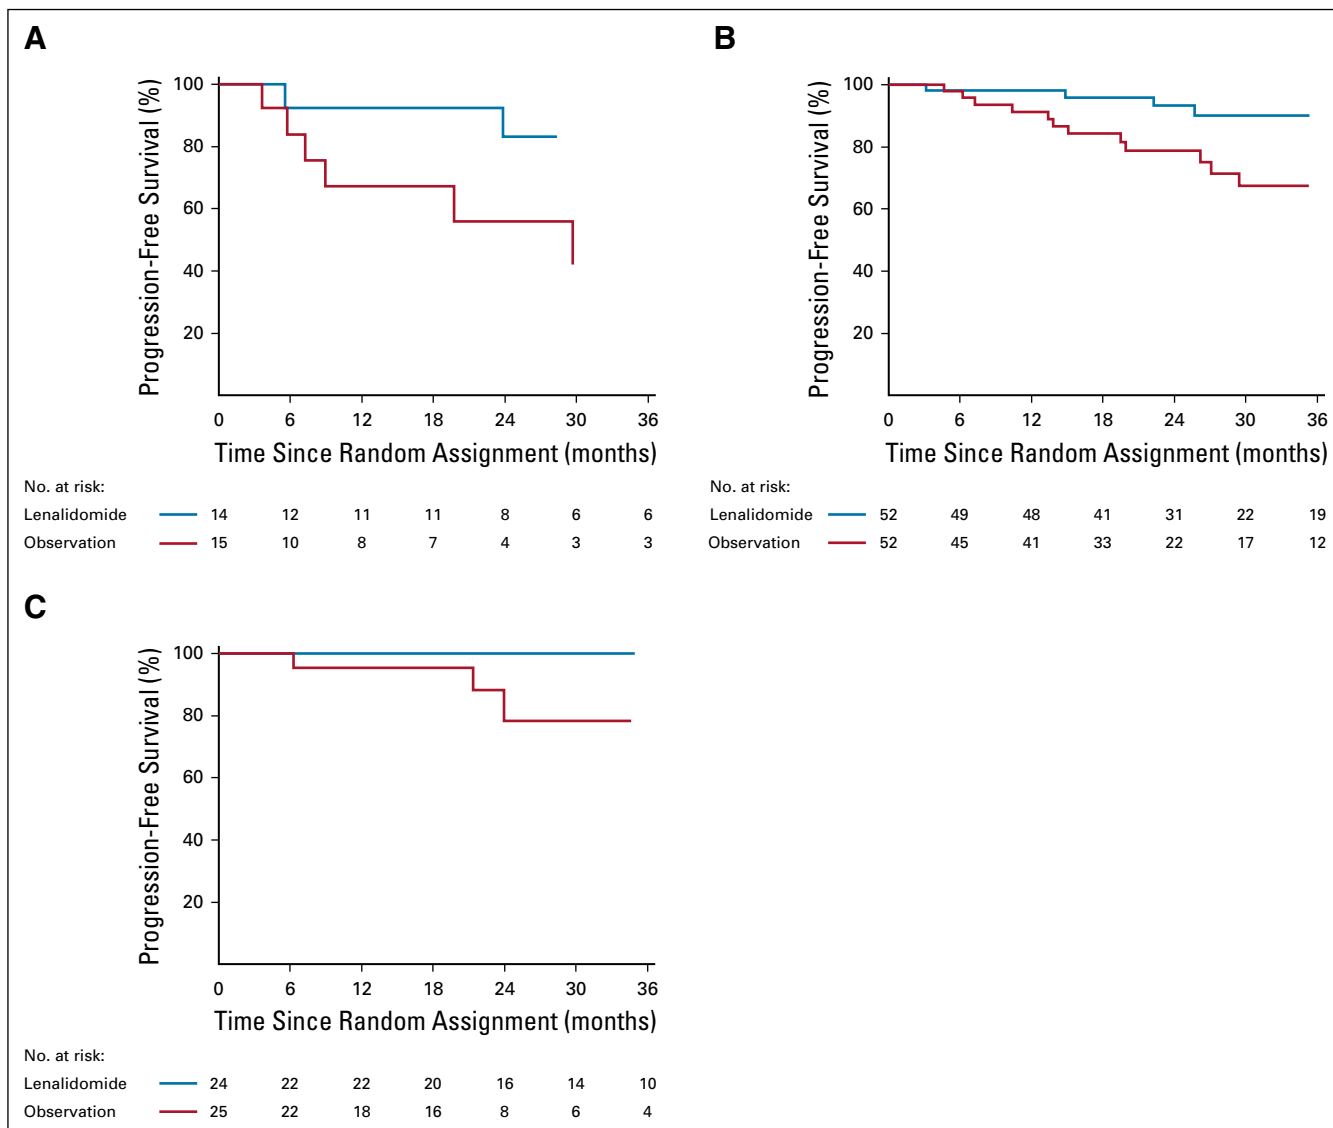 A
Progression-Free Survival (%)
100
80
60
40
20
0 6 12 18 24 30 36
Time Since Random Assignment (months)
No. at risk:
Lenalidomide 14 12 11 11 8 6 6
Observation 15 10 8 7 4 3 3
B
Progression-Free Survival (%)
100
80
60
40
20
0 6 12 18 24 30 36
Time Since Random Assignment (months)
No. at risk:
Lenalidomide 52 49 48 41 31 22 19
Observation 52 45 41 33 22 17 12
C
Progression-Free Survival (%)
100
80
60
40
20
0 6 12 18 24 30 36
Time Since Random Assignment (months)
No. at risk:
Lenalidomide 24 22 22 20 16 14 10
Observation 25 22 18 16 8 6 4